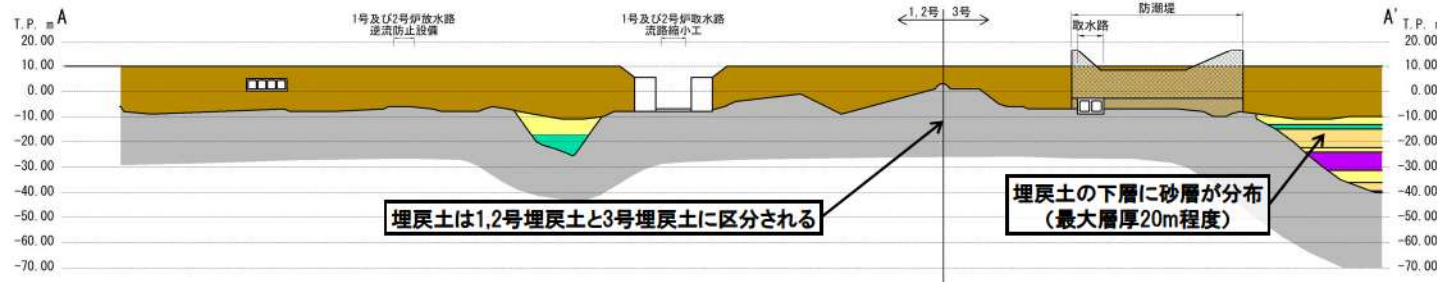 T.P. m A
20.00
10.00
0.00
-10.00
-20.00
-30.00
-40.00
-50.00
-60.00
-70.00
1号及び2号炉放水路
逆流防止設備
1号及び2号炉取水路
流路縮小工
1,2号 3号
防潮堤
取水路
埋戻土は1,2号埋戻土と3号埋戻土に区分される
埋戻土の下層に砂層が分布
(最大層厚20m程度)
A' T.P. m
20.00
10.00
0.00
-10.00
-20.00
-30.00
-40.00
-50.00
-60.00
-70.00